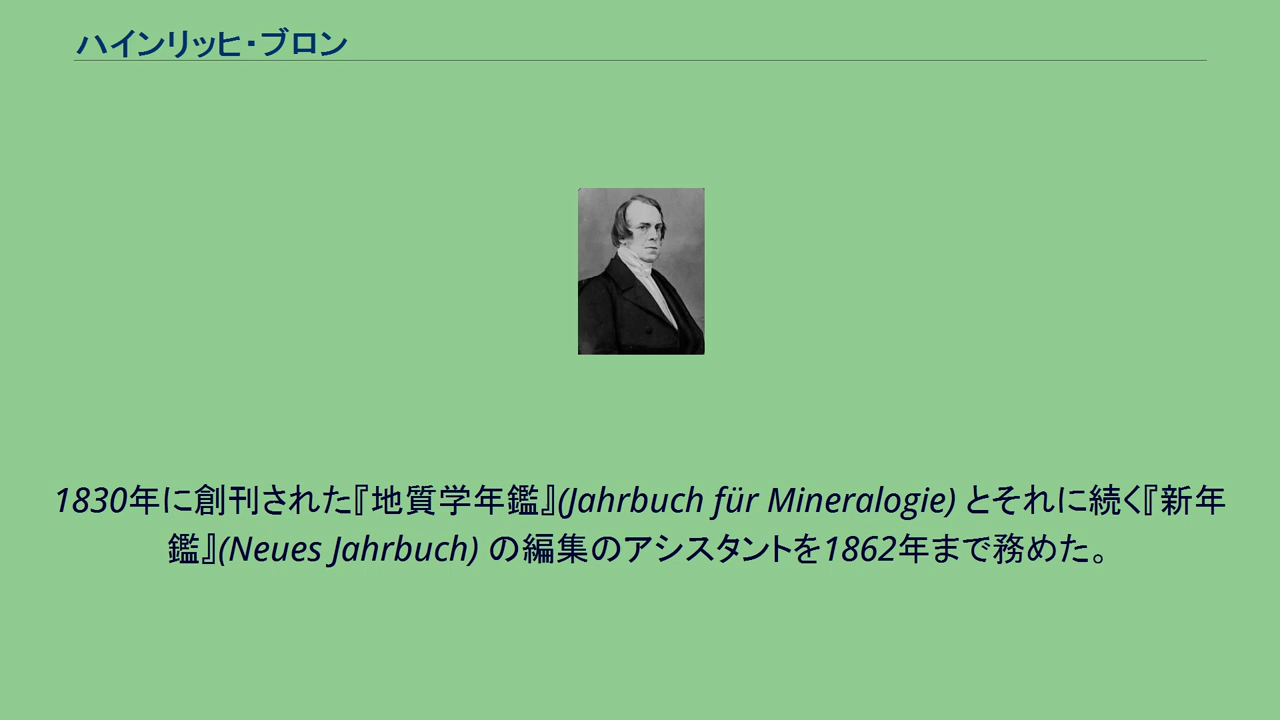 ハインリッヒ・ブロン
1830年に創刊された『地質学年鑑』(Jahrbuch für Mineralogie) とそれに続く『新年
鑑』(Neues Jahrbuch) の編集のアシスタントを1862年まで務めた。